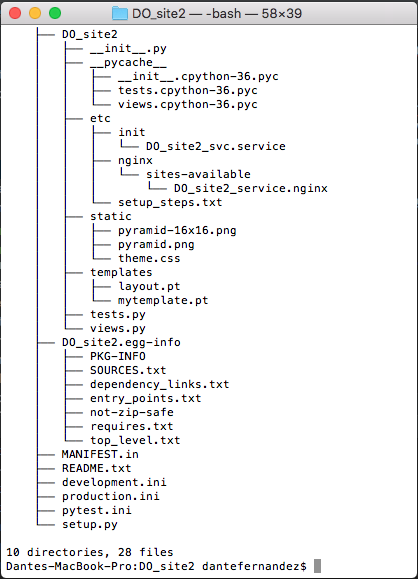 DO_site2 — -bash — 58×39
├── DO_site2
│   ├── __init__.py
│   ├── __pycache__
│   │   ├── __init__.cpython-36.pyc
│   │   ├── tests.cpython-36.pyc
│   │   └── views.cpython-36.pyc
│   ├── etc
│   │   ├── init
│   │   │   └── DO_site2_svc.service
│   │   ├── nginx
│   │   │   └── sites-available
│   │   │       └── DO_site2_service.nginx
│   │   └── setup_steps.txt
│   ├── static
│   │   ├── pyramid-16x16.png
│   │   ├── pyramid.png
│   │   └── theme.css
│   ├── templates
│   │   ├── layout.pt
│   │   └── mytemplate.pt
│   ├── tests.py
│   └── views.py
├── DO_site2.egg-info
│   ├── PKG-INFO
│   ├── SOURCES.txt
│   ├── dependency_links.txt
│   ├── entry_points.txt
│   ├── not-zip-safe
│   ├── requires.txt
│   └── top_level.txt
├── MANIFEST.in
├── README.txt
├── development.ini
├── production.ini
├── pytest.ini
└── setup.py
10 directories, 28 files
Dantes-MacBook-Pro:DO_site2 dantefernandez$